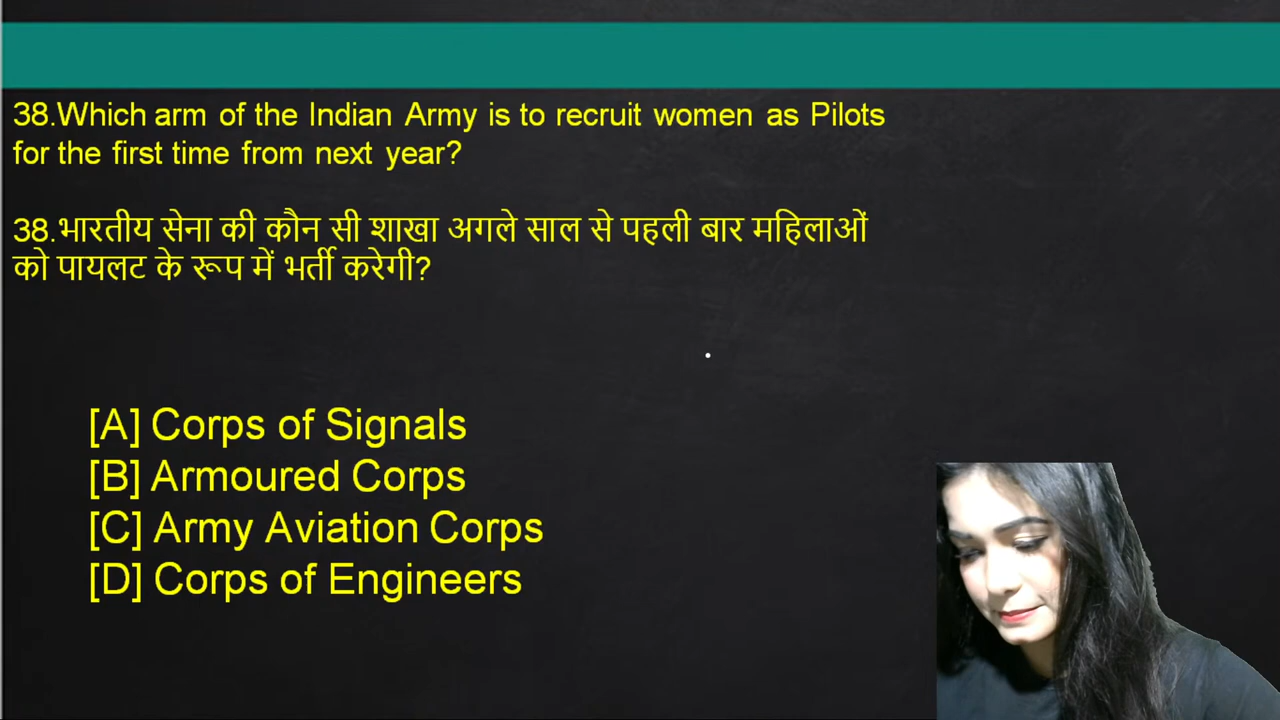 38.Which arm of the Indian Army is to recruit women as Pilots
for the first time from next year?
38.भारतीय सेना की कौन सी शाखा अगले साल से पहली बार महिलाओं
को पायलट के रूप में भर्ती करेगी?
[A] Corps of Signals
[B] Armoured Corps
[C] Army Aviation Corps
[D] Corps of Engineers